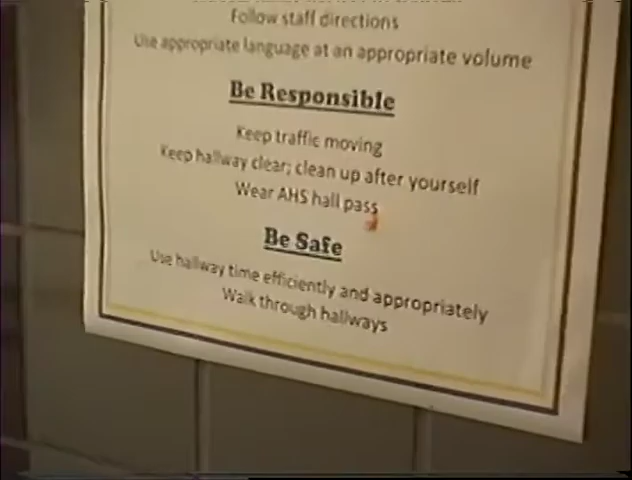 Follow staff directions
Use appropriate language at an appropriate volume
Be Responsible
Keep traffic moving
Keep hallway clear; clean up after yourself
Wear AHS hall pass
Be Safe
Use hallway time efficiently and appropriately
Walk through hallways